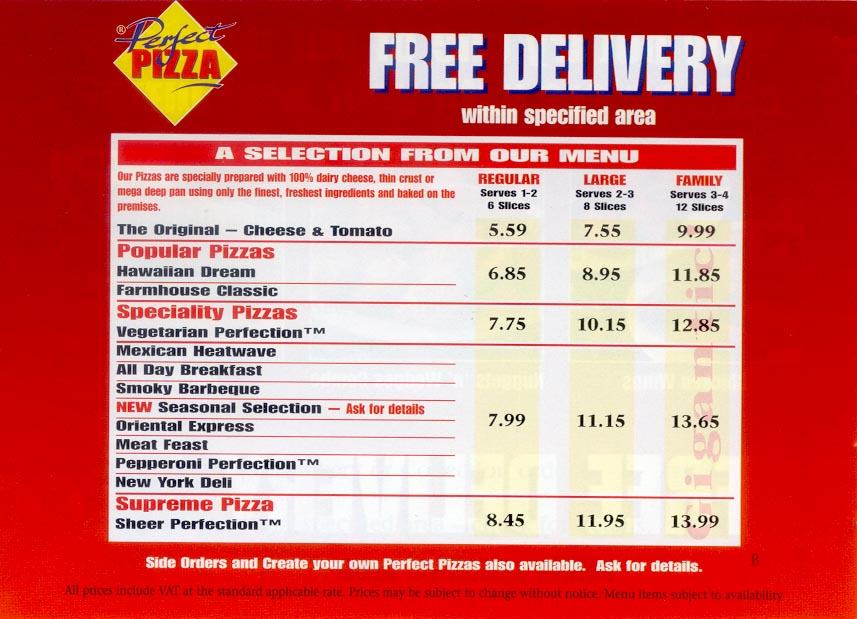 ® Perfect
PIZZA
FREE DELIVERY
within specified area
A SELECTION FROM OUR MENU
Our Pizzas are specially prepared with 100% dairy cheese, thin crust or
mega deep pan using only the finest, freshest ingredients and baked on the
premises.
REGULAR LARGE FAMILY
Serves 1-2 Serves 2-3 Serves 3-4
6 Slices 8 Slices 12 Slices
The Original – Cheese & Tomato 5.59 7.55 9.99
Popular Pizzas
Hawaiian Dream 6.85 8.95 11.85
Farmhouse Classic
Speciality Pizzas
Vegetarian Perfection™ 7.75 10.15 12.85
Mexican Heatwave
All Day Breakfast
Smoky Barbeque
NEW Seasonal Selection – Ask for details
Oriental Express 7.99 11.15 13.65
Meat Feast
Pepperoni Perfection™
New York Deli
Supreme Pizza
Sheer Perfection™ 8.45 11.95 13.99
Gigantic
Side Orders and Create your own Perfect Pizzas also available. Ask for details.
B
All prices include VAT at the standard applicable rate. Prices may be subject to change without notice. Menu items subject to availability.